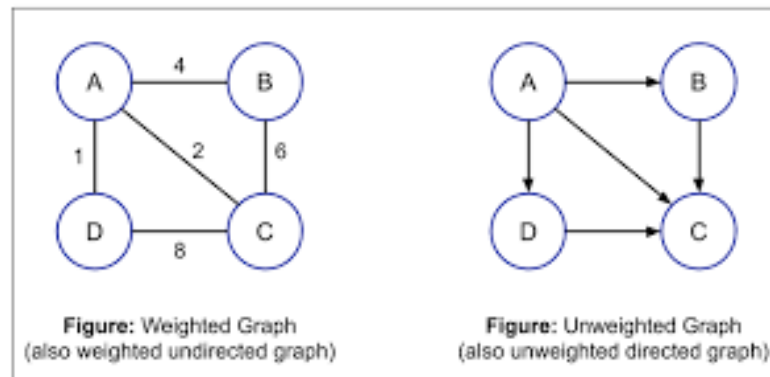 A
4
B
1
2
6
D
8
C
Figure: Weighted Graph
(also weighted undirected graph)
A
B
D
C
Figure: Unweighted Graph
(also unweighted directed graph)